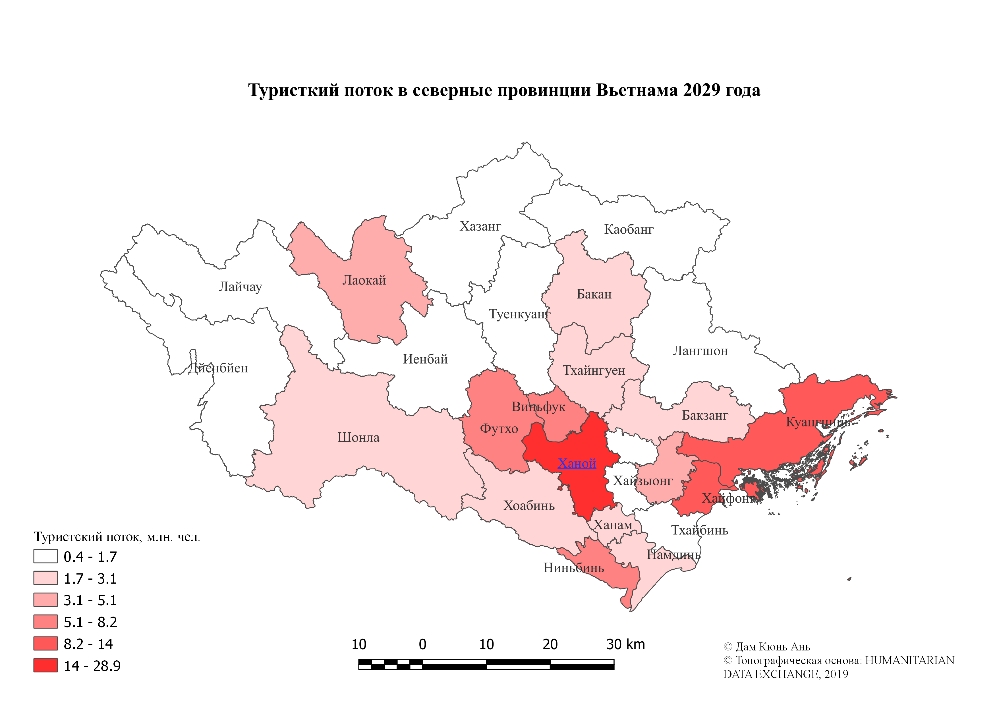 Туристкий поток в северные провинции Вьетнама 2029 года
Хазанг
Каобанг
Лаокай
Лайчау
Бакан
Туенкуанг
Лангшон
Иенбай
Дйенбйен
Тхайнгуен
Виньфук
Бакзанг
Футхо
Шонла
Ханой
Хайзыонг
Хайфонг
Хоабинь
Ханам
Тхайбинь
Намдинь
Ниньбинь
Туристский поток, млн. чел.
0.4 - 1.7
1.7 - 3.1
3.1 - 5.1
5.1 - 8.2
8.2 - 14
14 - 28.9
10 0 10 20 30 km
© Дам Кюнь Ань.
© Топографическая основа: HUMANITARIAN
DATA EXCHANGE, 2019